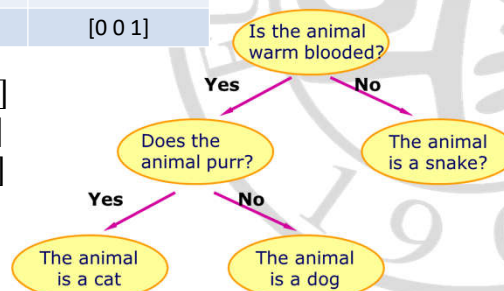 [0 0 1]
]
]
]
Is the animal
warm blooded?
Yes
No
Does the
animal purr?
The animal
is a snake?
Yes
No
The animal
is a cat
The animal
is a dog